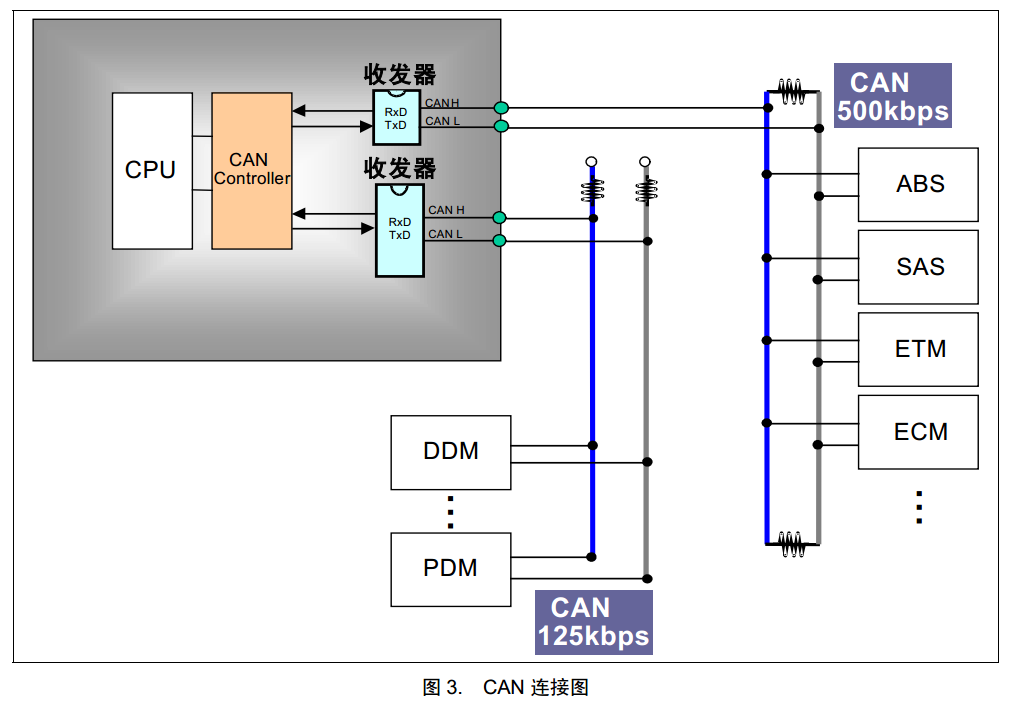 收发器
CPU
CAN
Controller
RxD
TxD
CAN H
CAN L
收发器
RxD
TxD
CAN H
CAN L
CAN
500kbps
ABS
SAS
ETM
ECM
⋮
DDM
⋮
PDM
CAN
125kbps
图 3. CAN 连接图